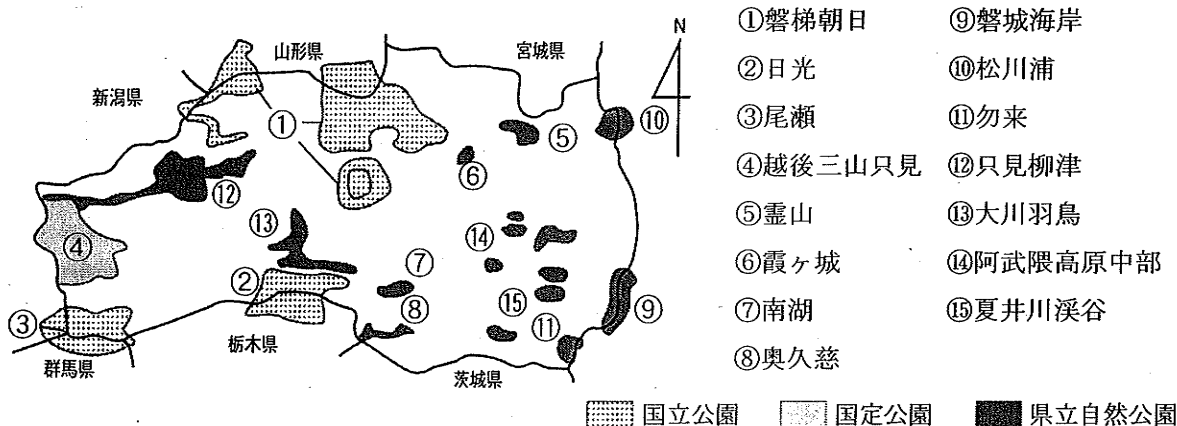 山形県
宮城県
新潟県
栃木県
群馬県
茨城県
N
①
②
③
④
⑤
⑥
⑦
⑧
⑨
⑩
⑪
⑫
⑬
⑭
⑮
①磐梯朝日
②日光
③尾瀬
④越後三山只見
⑤霊山
⑥霞ヶ城
⑦南湖
⑧奥久慈
⑨磐城海岸
⑩松川浦
⑪勿来
⑫只見柳津
⑬大川羽鳥
⑭阿武隈高原中部
⑮夏井川渓谷
国立公園
国定公園
県立自然公園